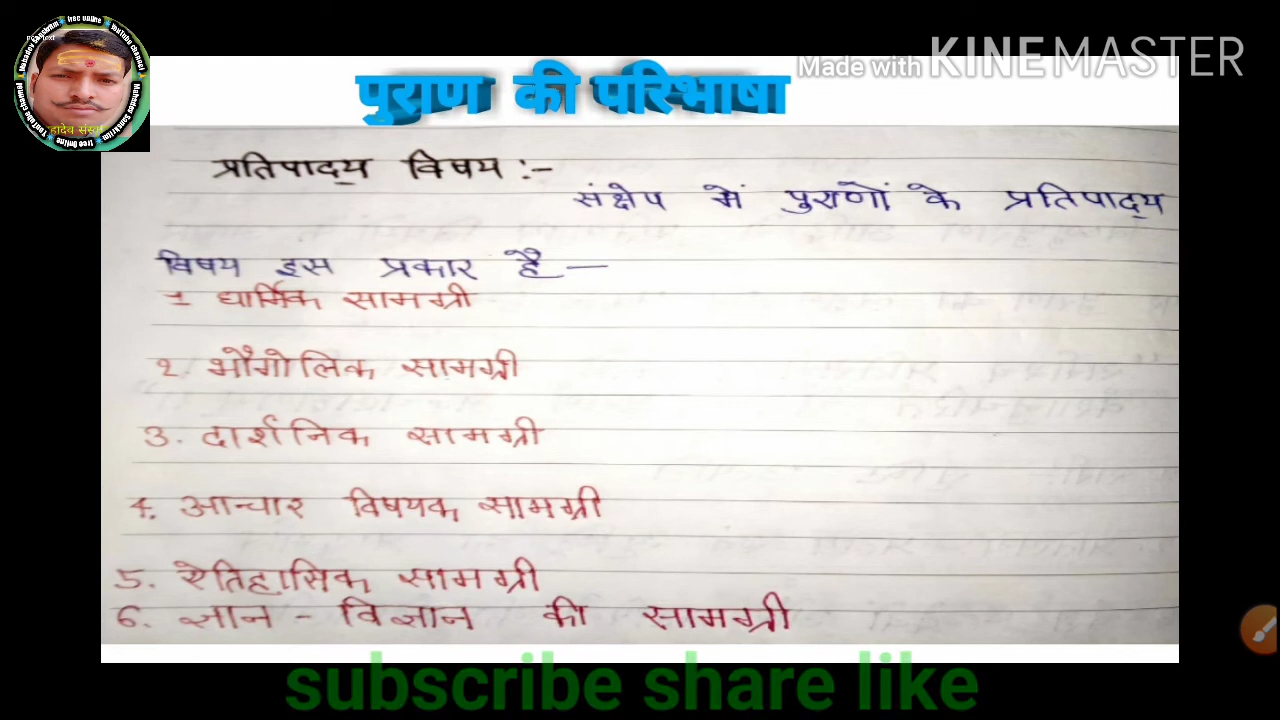 Made with KINEMASTER
पुराण की परिभाषा
प्रतिपाद्य विषय :-
संक्षेप में पुराणों के प्रतिपाद्य
विषय इस प्रकार है —
1 धार्मिक सामग्री
2. भौगोलिक सामग्री
3. दार्शनिक सामग्री
4. आचार विषयक सामग्री
5. ऐतिहासिक सामग्री
6. ज्ञान - विज्ञान की सामग्री
subscribe share like